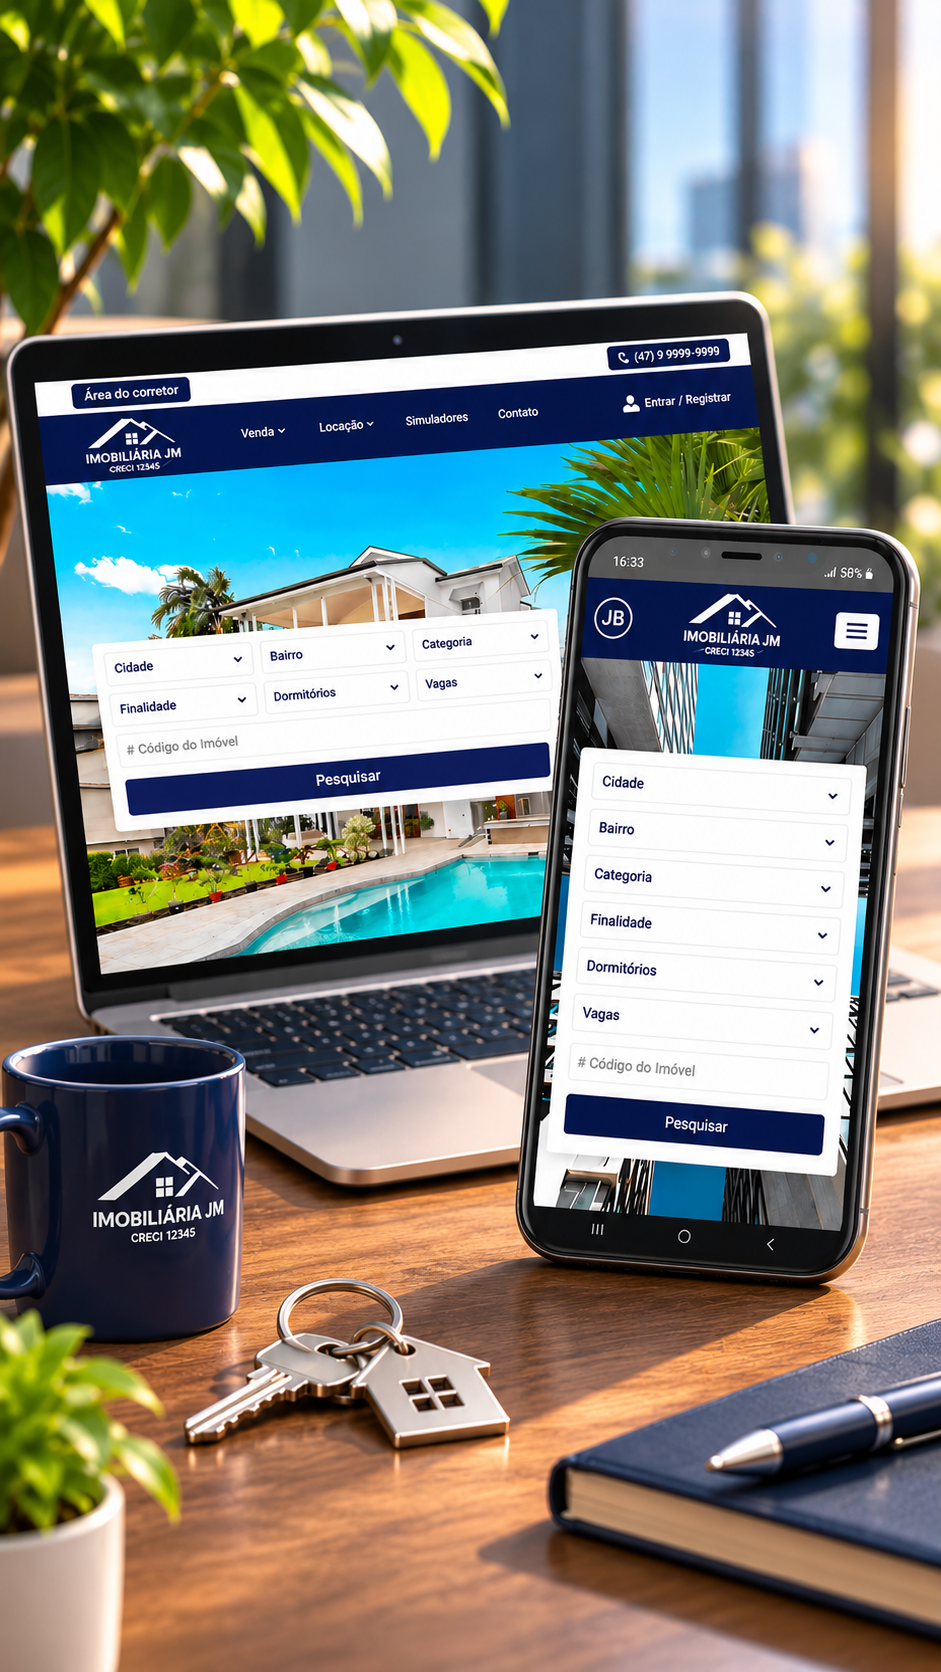 Área do corretor
(47) 9 9999-9999
IMOBILIÁRIA JM
CRECI 12345
Venda
Locação
Simuladores
Contato
Entrar / Registrar
Cidade
Bairro
Categoria
Finalidade
Dormitórios
Vagas
# Código do Imóvel
Pesquisar
16:33
58%
JB
IMOBILIÁRIA JM
CRECI 12345
Cidade
Bairro
Categoria
Finalidade
Dormitórios
Vagas
# Código do Imóvel
Pesquisar
IMOBILIÁRIA JM
CRECI 12345